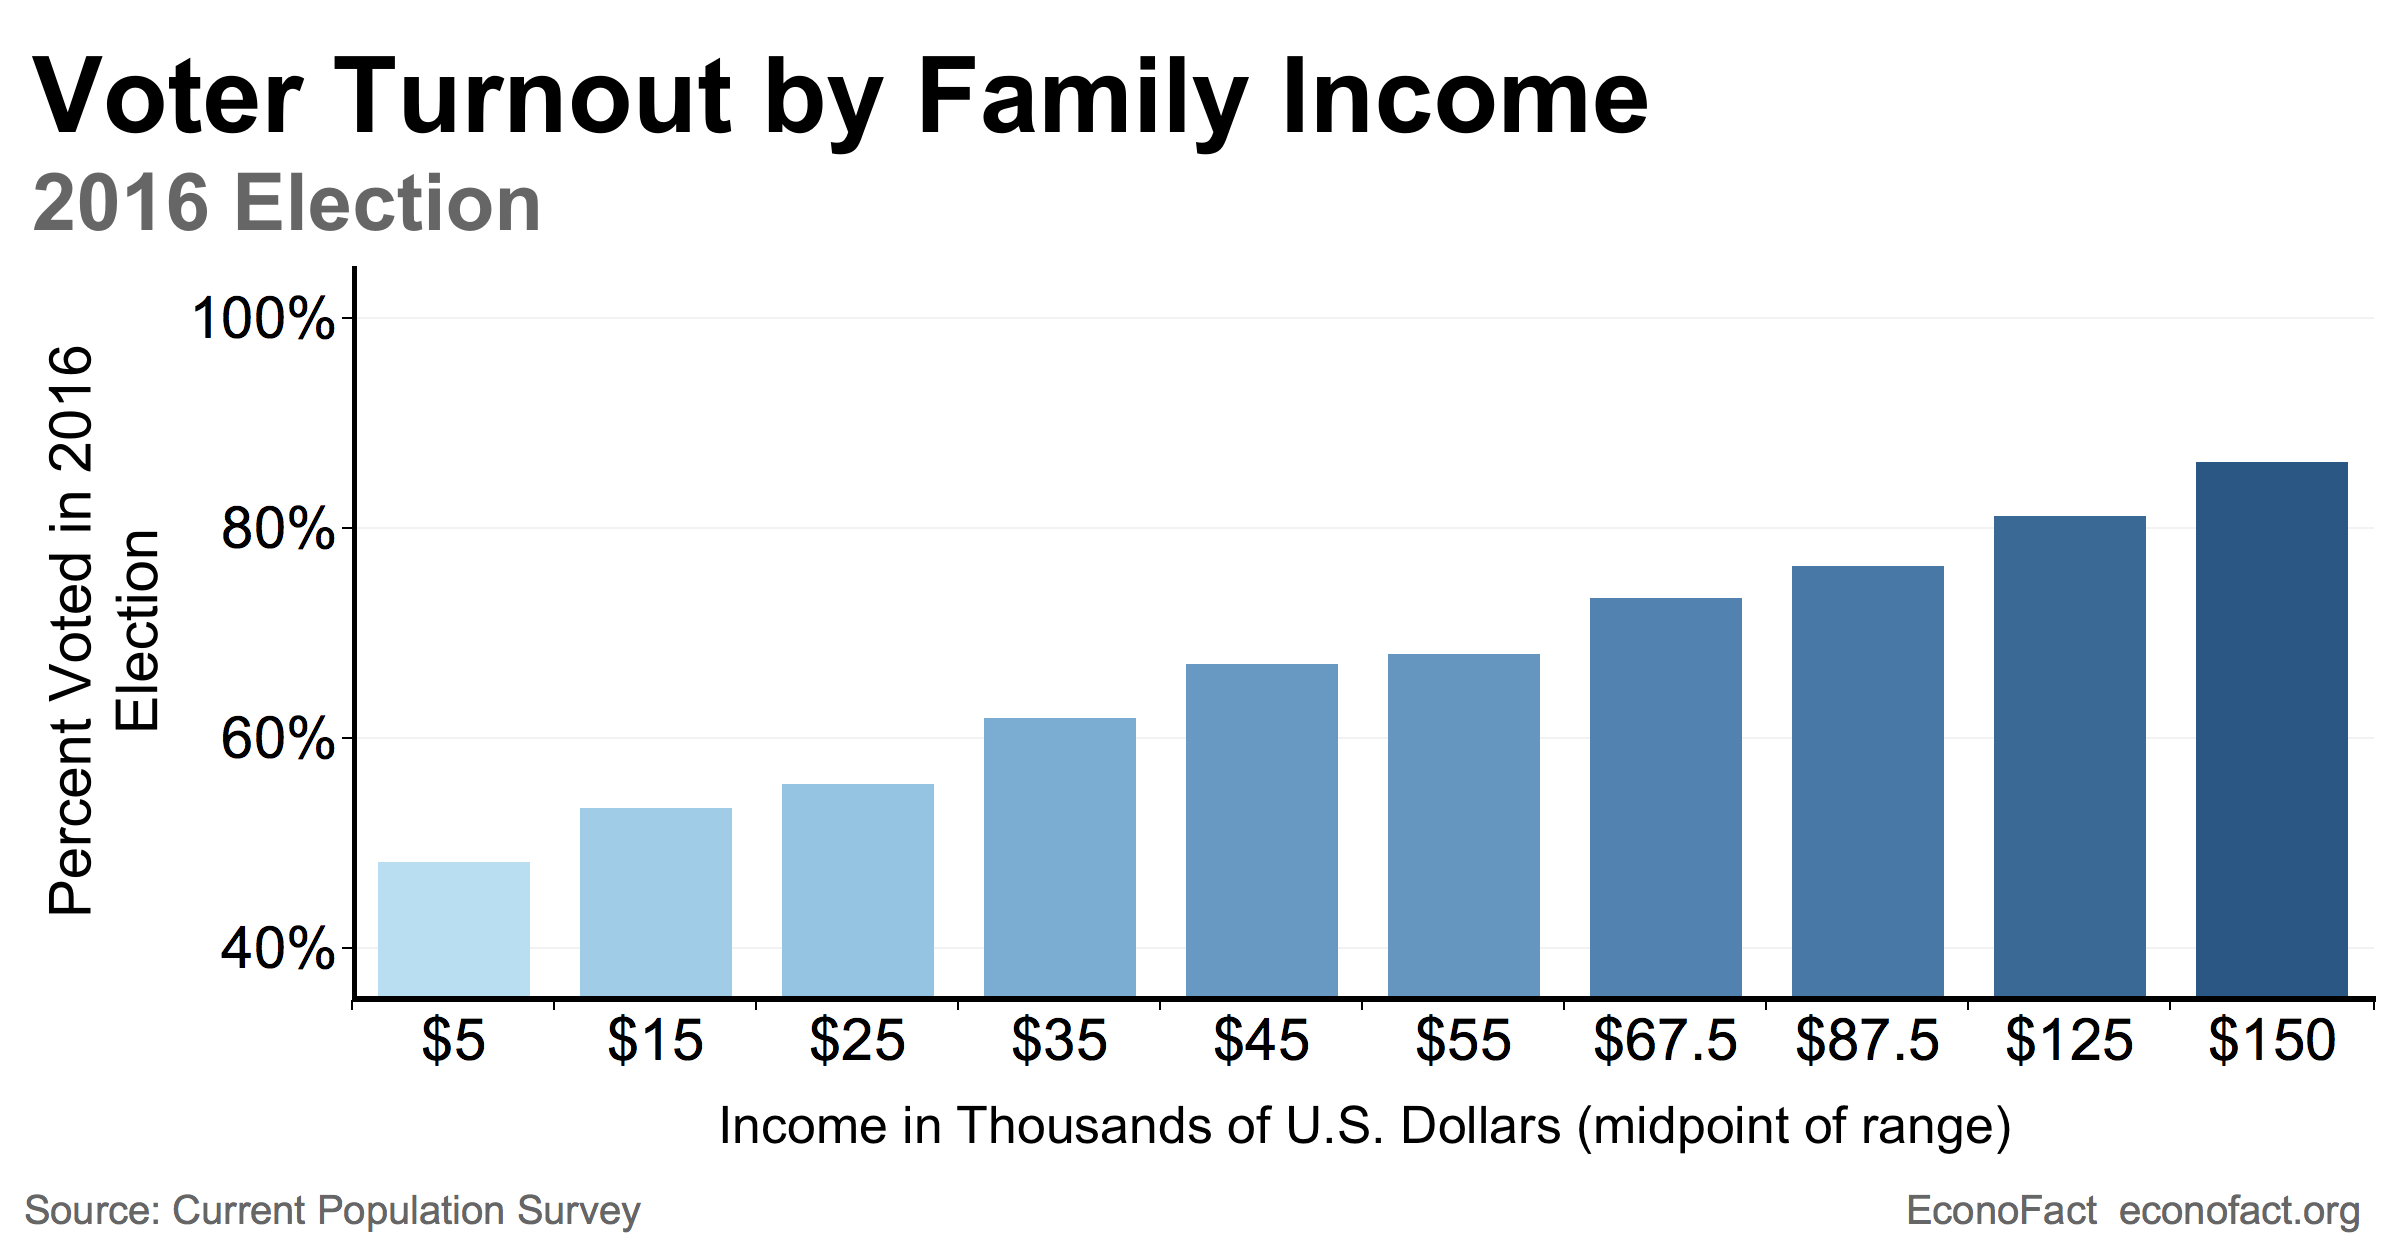 Voter Turnout by Family Income
2016 Election
Percent Voted in 2016
Election
100%
80%
60%
40%
$5 $15 $25 $35 $45 $55 $67.5 $87.5 $125 $150
Income in Thousands of U.S. Dollars (midpoint of range)
Source: Current Population Survey
EconoFact econofact.org